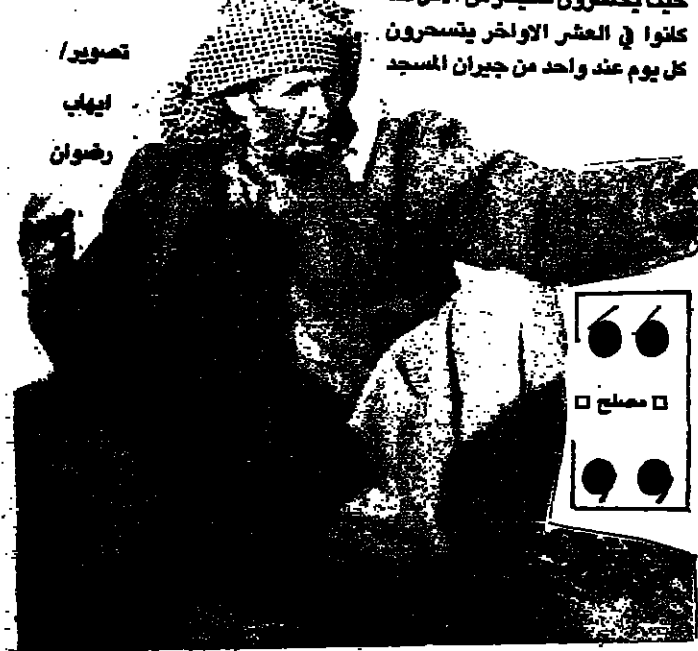 كانوا في العشر الاواخر يتسحرون
كل يوم عند واحد من جيران المسجد
تصوير/
ايهاب
رضوان
□ مصلح □